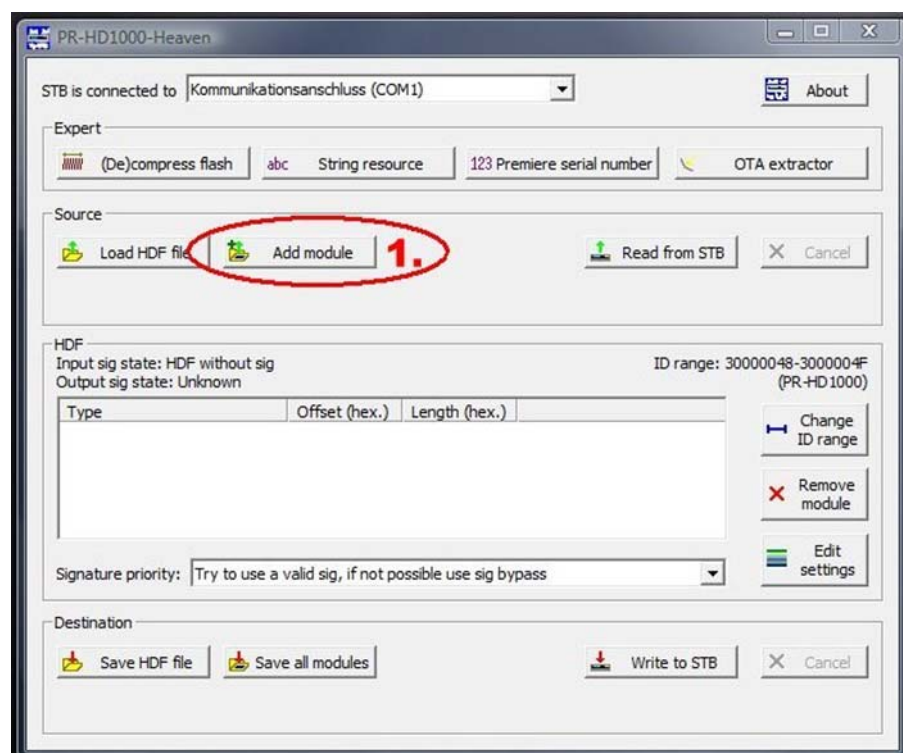 PR-HD1000-Heaven
STB is connected to Kommunikationsanschluss (COM1) About
Expert
(De)compress flash abc String resource 123 Premiere serial number OTA extractor
Source
Load HDF file Add module 1. Read from STB Cancel
HDF
Input sig state: HDF without sig ID range: 30000048-3000004F
Output sig state: Unknown (PR-HD1000)
Type Offset (hex.) Length (hex.)
Change
ID range
Remove
module
Edit
settings
Signature priority: Try to use a valid sig, if not possible use sig bypass
Destination
Save HDF file Save all modules Write to STB Cancel